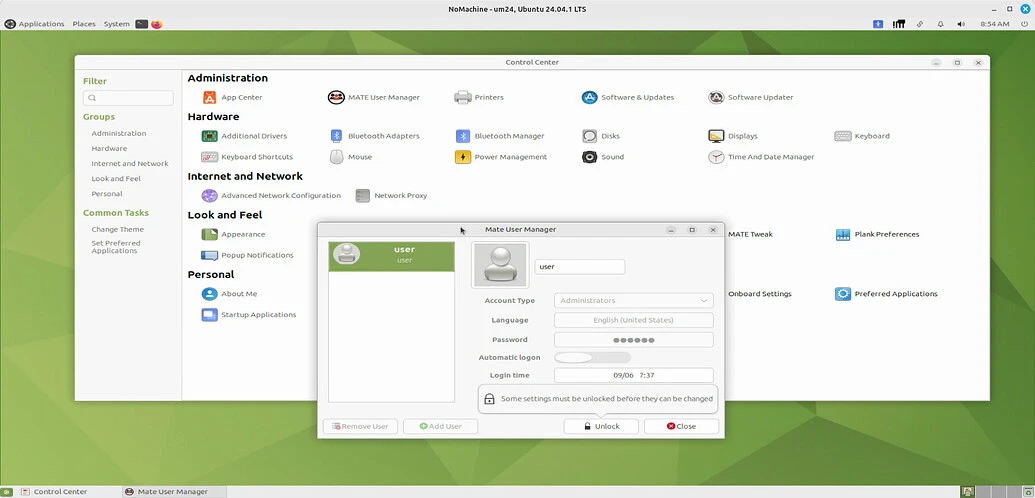 NoMachine - um24, Ubuntu 24.04.1 LTS
Applications Places System 8:54 AM
Control Center
Filter
Groups
Administration
Hardware
Internet and Network
Look and Feel
Personal
Common Tasks
Change Theme
Set Preferred
Applications
Administration
App Center MATE User Manager Printers Software & Updates Software Updater
Hardware
Additional Drivers Bluetooth Adapters Bluetooth Manager Disks Displays Keyboard
Keyboard Shortcuts Mouse Power Management Sound Time And Date Manager
Internet and Network
Advanced Network Configuration Network Proxy
Look and Feel
Appearance MATE Tweak Plank Preferences
Popup Notifications
Personal
About Me Onboard Settings Preferred Applications
Startup Applications
Mate User Manager
user
user
user
Account Type Administrators
Language English (United States)
Password ●●●●●●
Automatic logon
Login time 09/06 7:37
Some settings must be unlocked before they can be changed
Remove User Add User Unlock Close
Control Center Mate User Manager